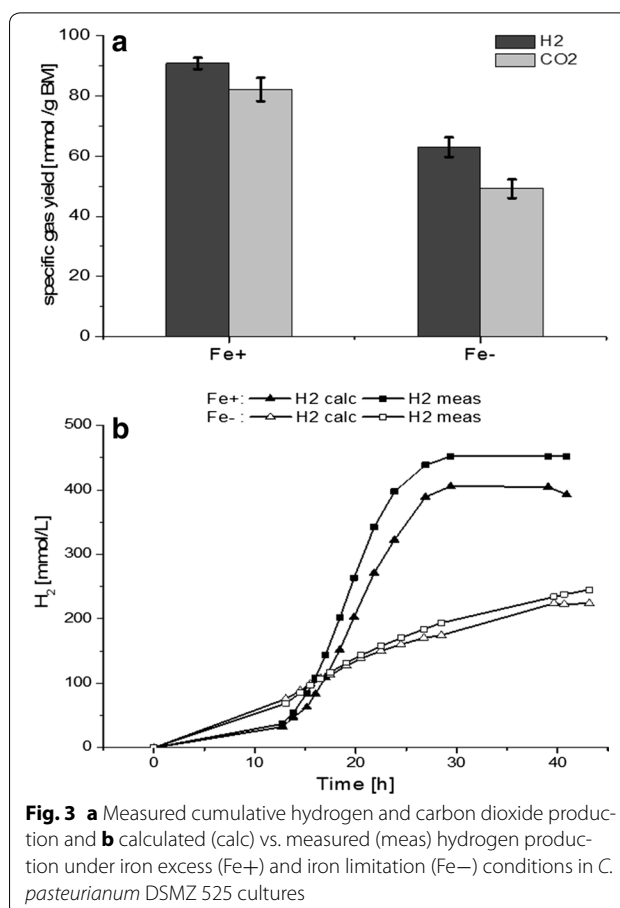 a
H2
CO2
specific gas yield [mmol /g BM]
100
80
60
40
20
0
Fe+
Fe-
Fe+: H2 calc H2 meas
Fe- : H2 calc H2 meas
b
H2 [mmol/L]
500
400
300
200
100
0
0 10 20 30 40
Time [h]
Fig. 3 a Measured cumulative hydrogen and carbon dioxide produc-
tion and b calculated (calc) vs. measured (meas) hydrogen produc-
tion under iron excess (Fe+) and iron limitation (Fe−) conditions in C.
pasteurianum DSMZ 525 cultures